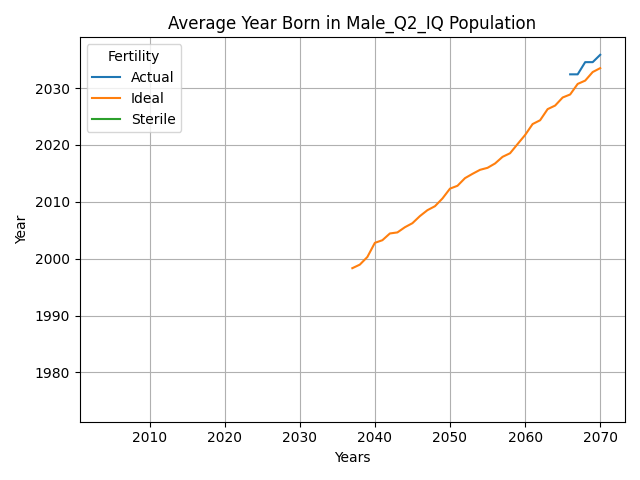 Average Year Born in Male_Q2_IQ Population
Fertility
Actual
Ideal
Sterile
2030
2020
2010
2000
1990
1980
Year
2010 2020 2030 2040 2050 2060 2070
Years